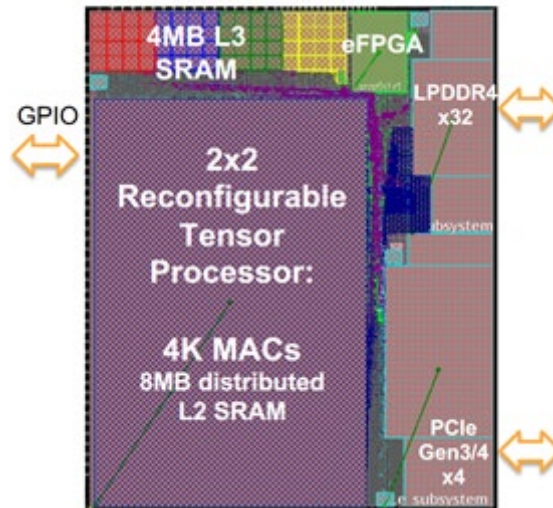 4MB L3
SRAM
eFPGA
GPIO
LPDDR4
x32
2x2
Reconfigurable
Tensor
Processor:
ubsystem
4K MACs
8MB distributed
L2 SRAM
PCIe
Gen3/4
x4
e subsystem